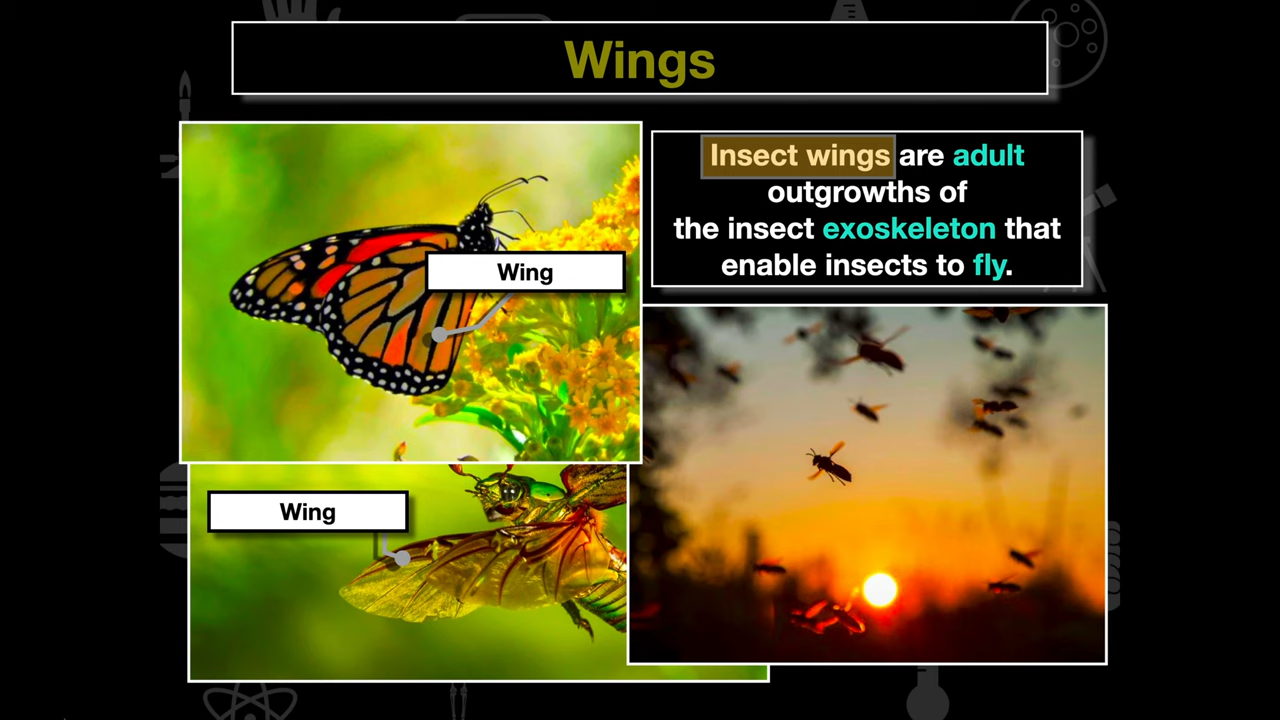 Wings
Insect wings are adult
outgrowths of
the insect exoskeleton that
enable insects to fly.
Wing
Wing